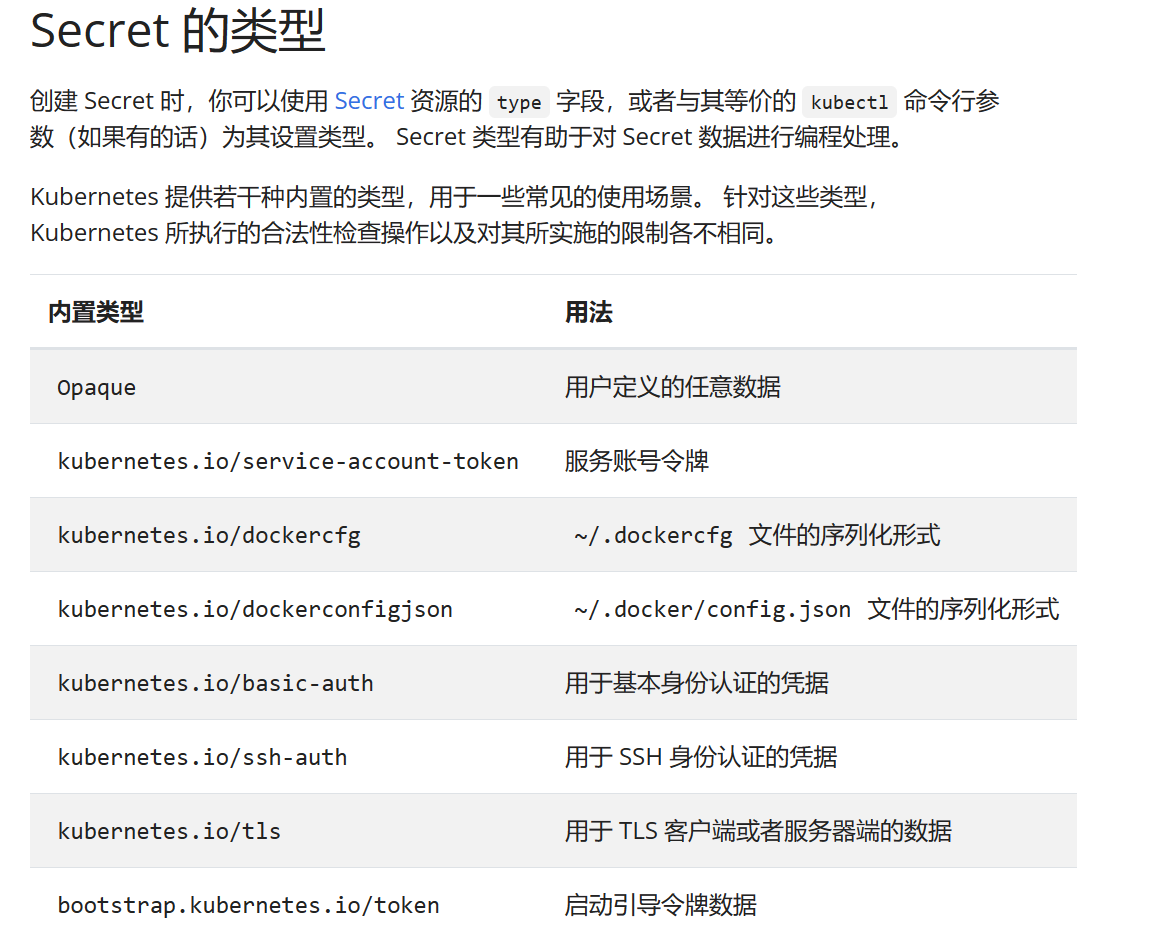 Secret 的类型
创建 Secret 时，你可以使用 Secret 资源的 type 字段，或者与其等价的 kubectl 命令行参
数（如果有的话）为其设置类型。 Secret 类型有助于对 Secret 数据进行编程处理。
Kubernetes 提供若干种内置的类型，用于一些常见的使用场景。 针对这些类型，
Kubernetes 所执行的合法性检查操作以及对其所实施的限制各不相同。
内置类型 用法
Opaque 用户定义的任意数据
kubernetes.io/service-account-token 服务账号令牌
kubernetes.io/dockercfg ~/.dockercfg 文件的序列化形式
kubernetes.io/dockerconfigjson ~/.docker/config.json 文件的序列化形式
kubernetes.io/basic-auth 用于基本身份认证的凭据
kubernetes.io/ssh-auth 用于 SSH 身份认证的凭据
kubernetes.io/tls 用于 TLS 客户端或者服务器端的数据
bootstrap.kubernetes.io/token 启动引导令牌数据